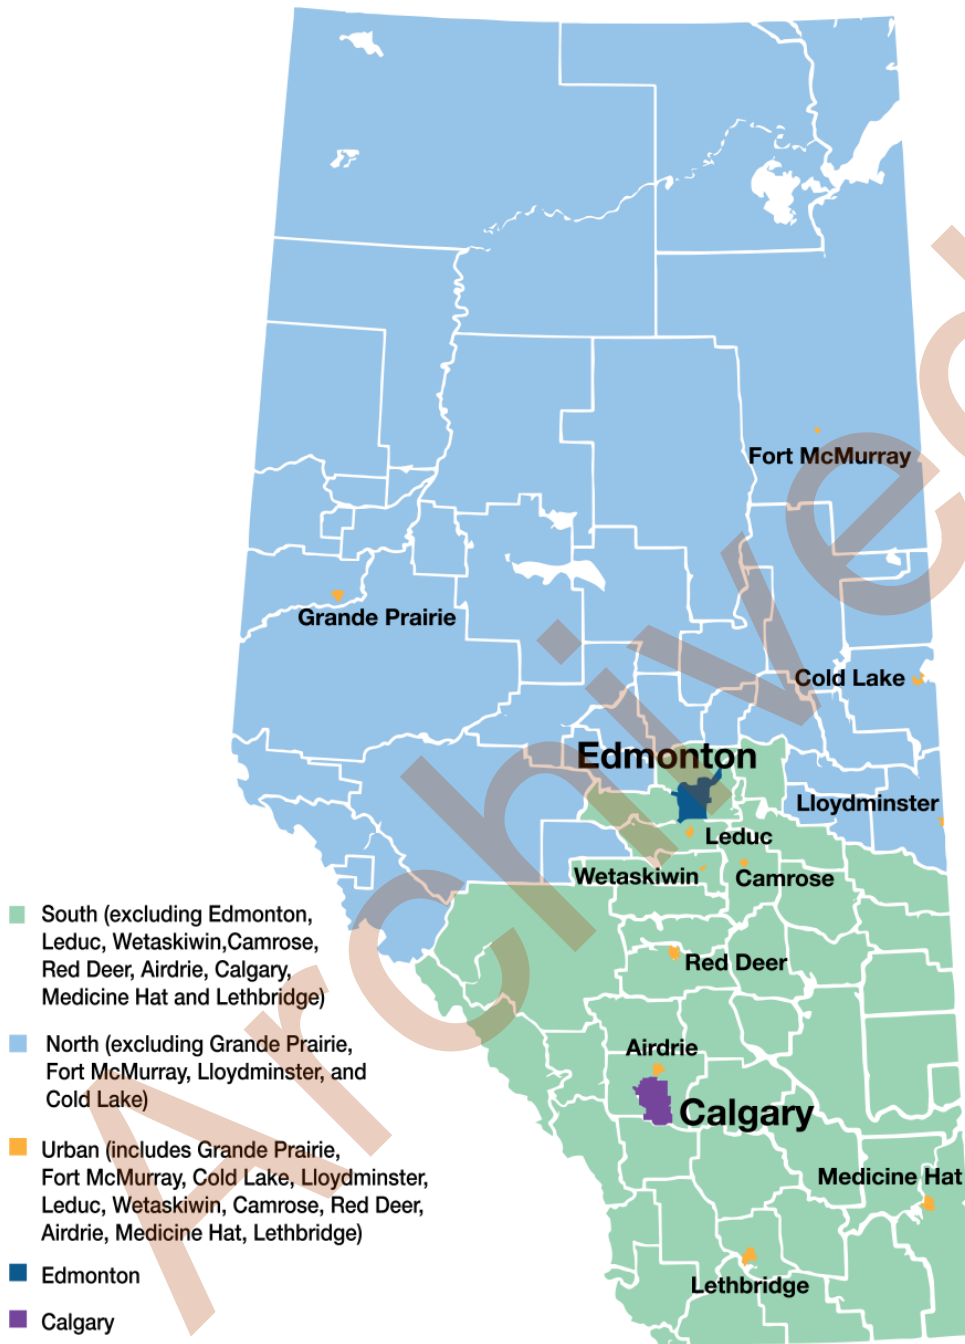 Fort McMurray
Grande Prairie
Cold Lake
Edmonton
Lloydminster
Leduc
Wetaskiwin
Camrose
Red Deer
Airdrie
Calgary
Medicine Hat
Lethbridge
South (excluding Edmonton,
Leduc, Wetaskiwin,Camrose,
Red Deer, Airdrie, Calgary,
Medicine Hat and Lethbridge)
North (excluding Grande Prairie,
Fort McMurray, Lloydminster, and
Cold Lake)
Urban (includes Grande Prairie,
Fort McMurray, Cold Lake, Lloydminster,
Leduc, Wetaskiwin, Camrose, Red Deer,
Airdrie, Medicine Hat, Lethbridge)
Edmonton
Calgary
Archived